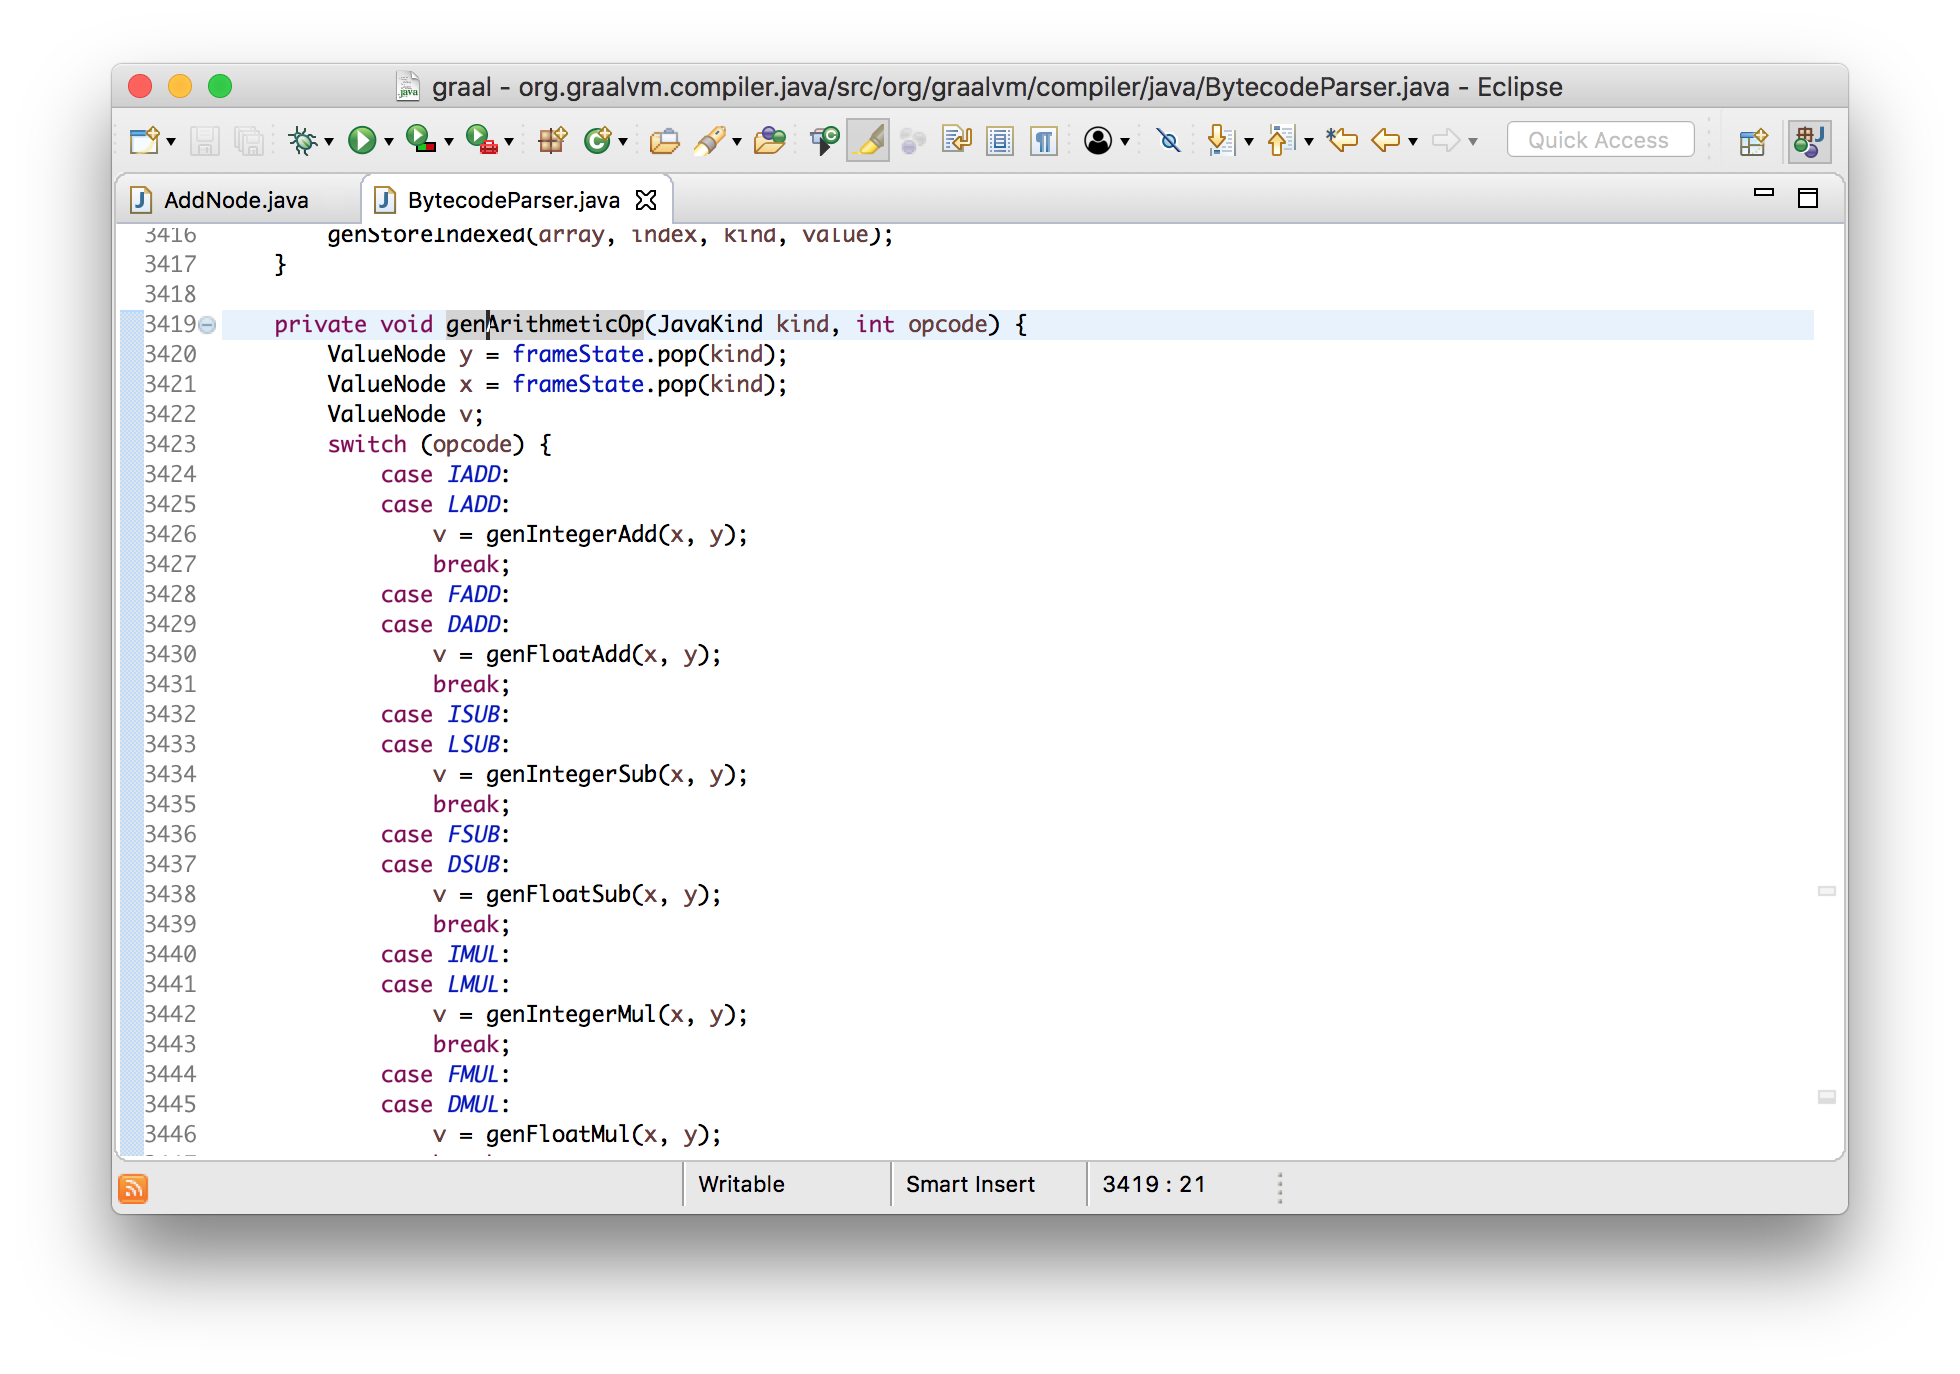 graal - org.graalvm.compiler.java/src/org/graalvm/compiler/java/BytecodeParser.java - Eclipse
Quick Access
AddNode.java BytecodeParser.java
3416 genStoreIndexed(array, index, kind, value);
3417 }
3418
3419 private void genArithmeticOp(JavaKind kind, int opcode) {
3420 ValueNode y = frameState.pop(kind);
3421 ValueNode x = frameState.pop(kind);
3422 ValueNode v;
3423 switch (opcode) {
3424 case IADD:
3425 case LADD:
3426 v = genIntegerAdd(x, y);
3427 break;
3428 case FADD:
3429 case DADD:
3430 v = genFloatAdd(x, y);
3431 break;
3432 case ISUB:
3433 case LSUB:
3434 v = genIntegerSub(x, y);
3435 break;
3436 case FSUB:
3437 case DSUB:
3438 v = genFloatSub(x, y);
3439 break;
3440 case IMUL:
3441 case LMUL:
3442 v = genIntegerMul(x, y);
3443 break;
3444 case FMUL:
3445 case DMUL:
3446 v = genFloatMul(x, y);
Writable Smart Insert 3419 : 21